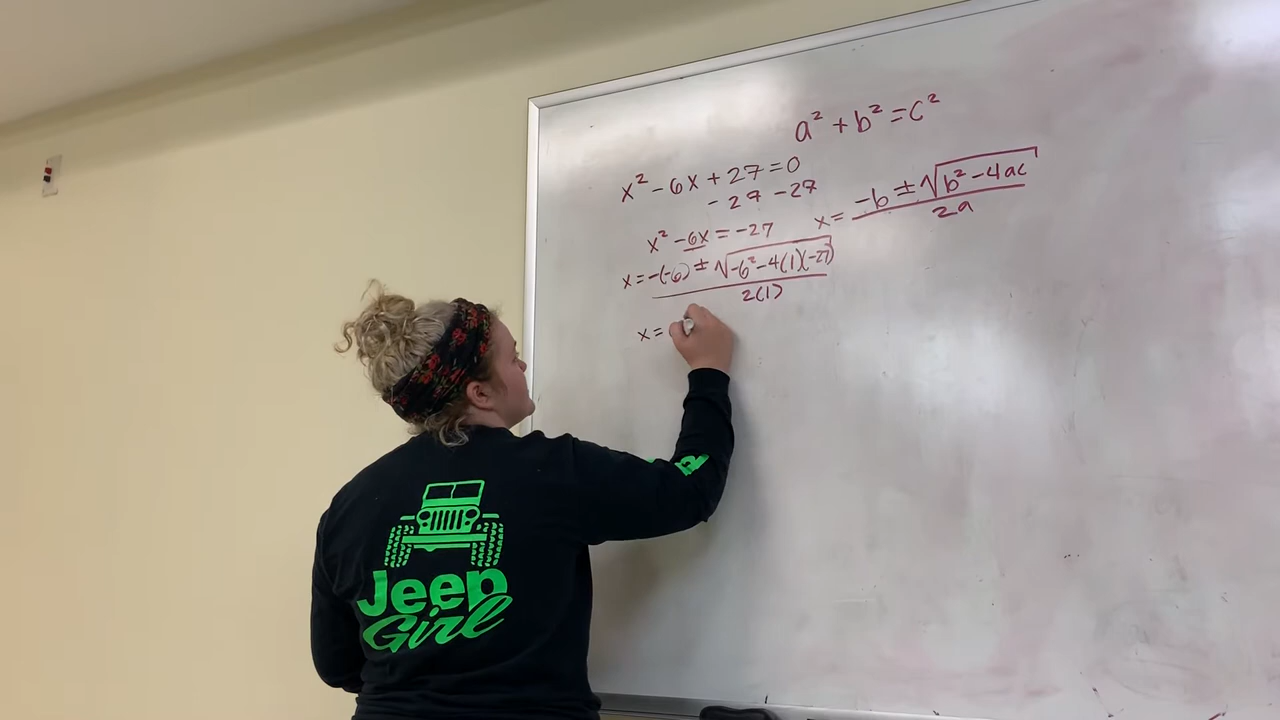 a² + b² = c²
x² - 6x + 27 = 0
- 27 - 27
x = -b ± √b² - 4ac
2a
x² - 6x = -27
x = -(-6) ± √-6² - 4(1)(-27)
2(1)
x =
Jeep
Girl